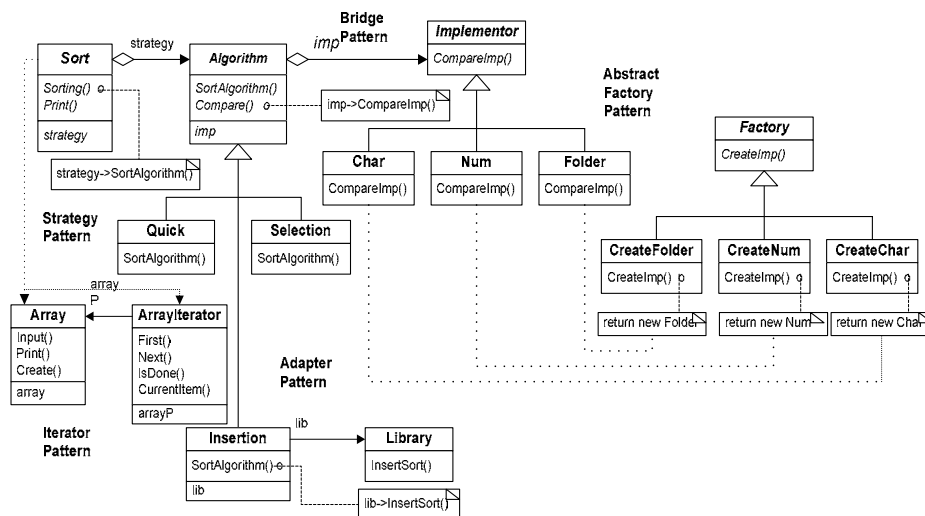 Bridge
Pattern
Sort
Sorting()
Print()
strategy
strategy
Algorithm
SortAlgorithm()
Compare()
imp
imp
Implementor
CompareImp()
imp->CompareImp()
strategy->SortAlgorithm()
Abstract
Factory
Pattern
Char
CompareImp()
Num
CompareImp()
Folder
CompareImp()
Factory
CreateImp()
Strategy
Pattern
Quick
SortAlgorithm()
Selection
SortAlgorithm()
CreateFolder
CreateImp()
CreateNum
CreateImp()
CreateChar
CreateImp()
return new Folder
return new Num
return new Char
array
P
Array
Input()
Print()
Create()
array
ArrayIterator
First()
Next()
IsDone()
CurrentItem()
arrayP
Adapter
Pattern
Iterator
Pattern
Insertion
SortAlgorithm()
lib
lib
Library
InsertSort()
lib->InsertSort()